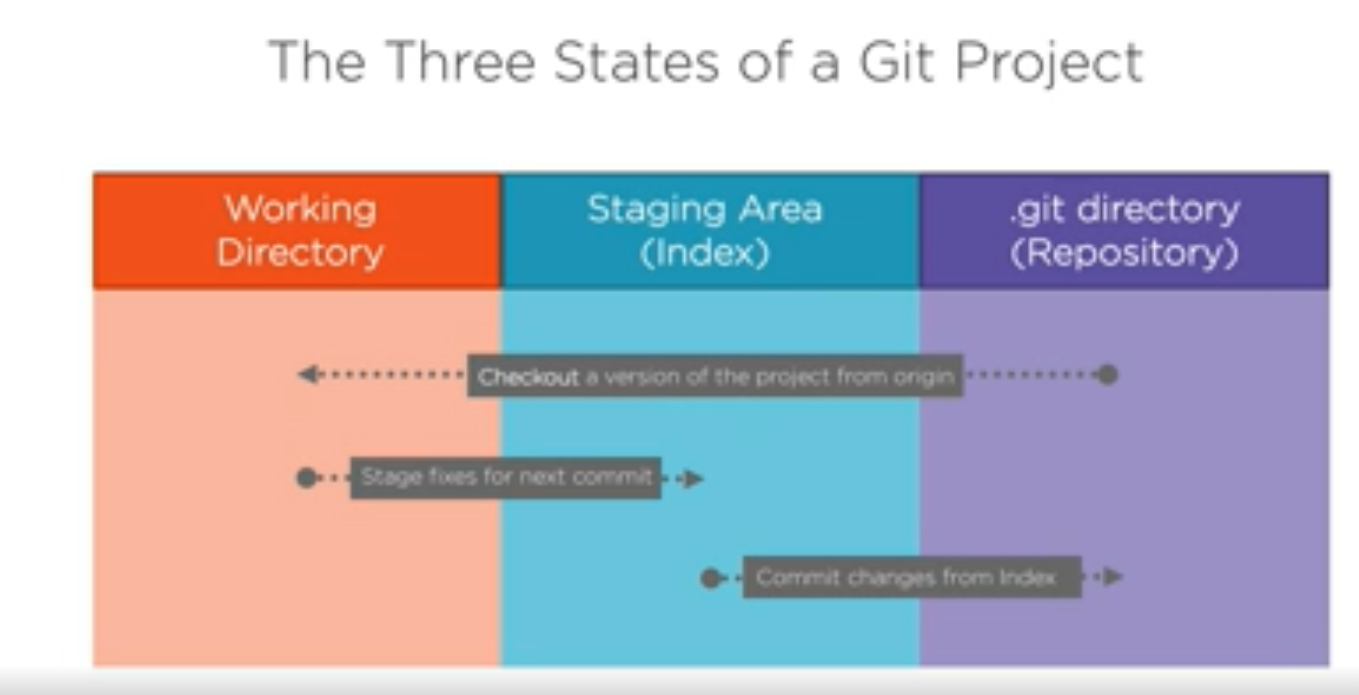 The Three States of a Git Project
Working
Directory
Staging Area
(Index)
.git directory
(Repository)
Checkout a version of the project from origin
Stage fixes for next commit
Commit changes from Index